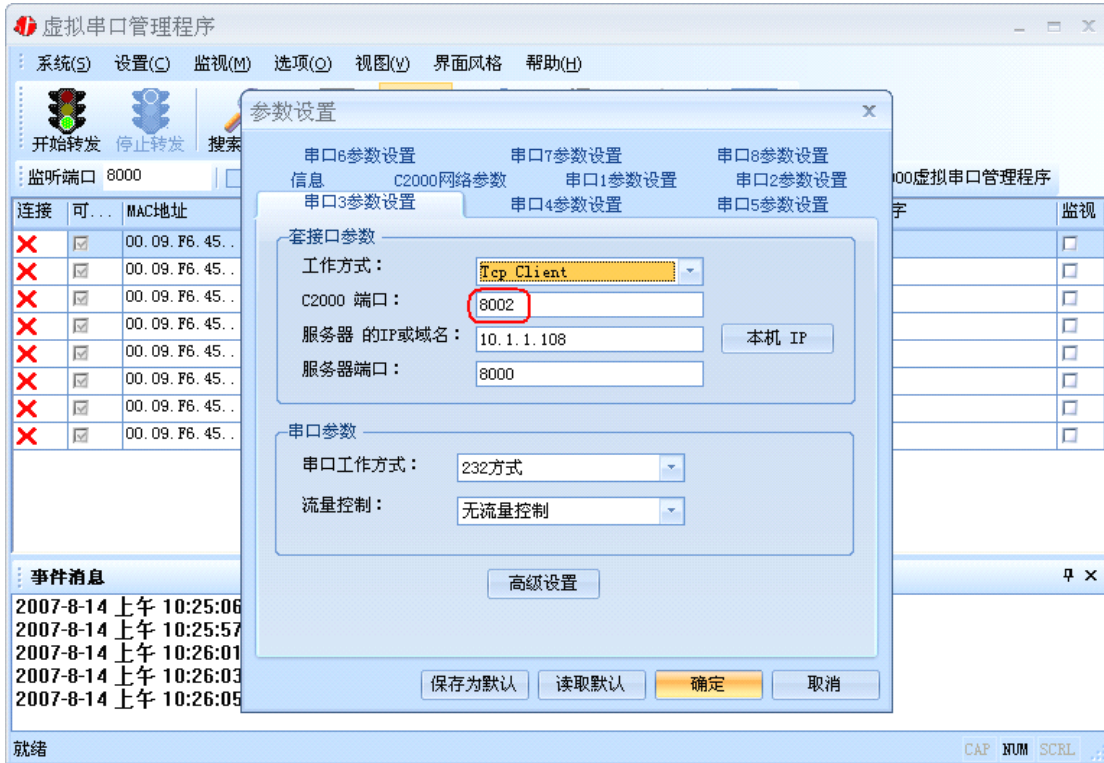 虚拟串口管理程序
系统(S) 设置(C) 监视(M) 选项(O) 视图(V) 界面风格 帮助(H)
开始转发 停止转发 搜索
监听端口 8000 00虚拟串口管理程序
连接 可... MAC地址 字 监视
00.09.F6.45..
00.09.F6.45..
00.09.F6.45..
00.09.F6.45..
00.09.F6.45..
00.09.F6.45..
00.09.F6.45..
00.09.F6.45..
参数设置
串口6参数设置 串口7参数设置 串口8参数设置
信息 C2000网络参数 串口1参数设置 串口2参数设置
串口3参数设置 串口4参数设置 串口5参数设置
套接口参数
工作方式： Tcp Client
C2000 端口： 8002
服务器 的IP或域名： 10.1.1.108 本机 IP
服务器端口： 8000
串口参数
串口工作方式： 232方式
流量控制： 无流量控制
高级设置
保存为默认 读取默认 确定 取消
事件消息
2007-8-14 上午 10:25:06
2007-8-14 上午 10:25:57
2007-8-14 上午 10:26:01
2007-8-14 上午 10:26:03
2007-8-14 上午 10:26:05
就绪 CAP NUM SCRL